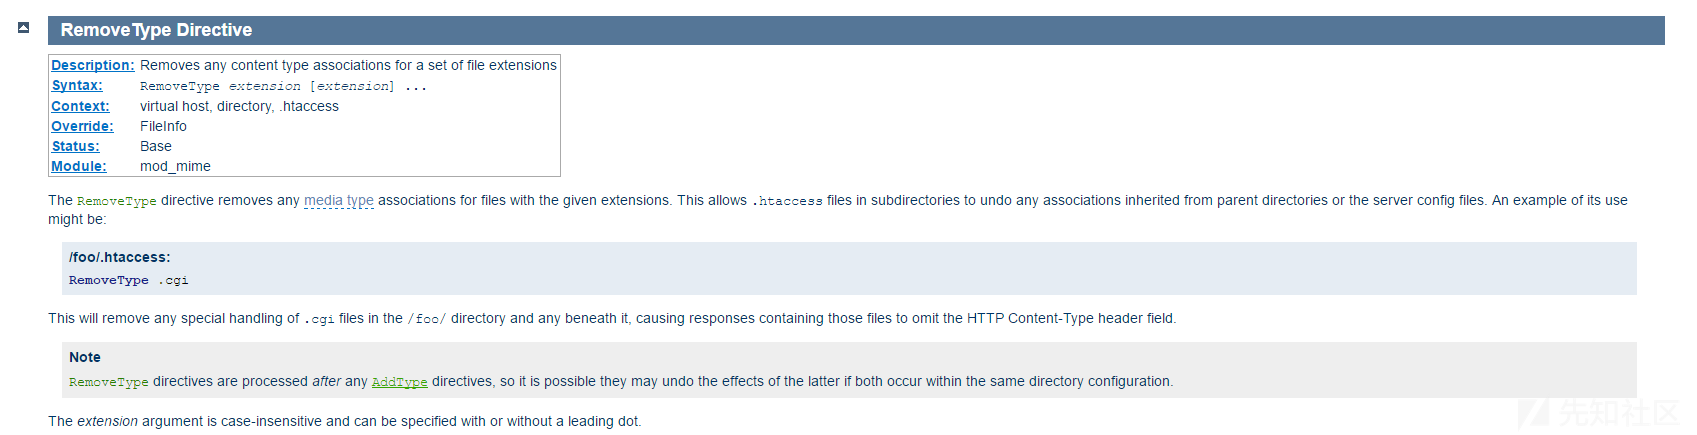 RemoveType Directive
Description: Removes any content type associations for a set of file extensions
Syntax: RemoveType extension [extension] ...
Context: virtual host, directory, .htaccess
Override: FileInfo
Status: Base
Module: mod_mime
The RemoveType directive removes any media type associations for files with the given extensions. This allows .htaccess files in subdirectories to undo any associations inherited from parent directories or the server config files. An example of its use
might be:
/foo/.htaccess:
RemoveType .cgi
This will remove any special handling of .cgi files in the /foo/ directory and any beneath it, causing responses containing those files to omit the HTTP Content-Type header field.
Note
RemoveType directives are processed after any AddType directives, so it is possible they may undo the effects of the latter if both occur within the same directory configuration.
The extension argument is case-insensitive and can be specified with or without a leading dot.
先知社区